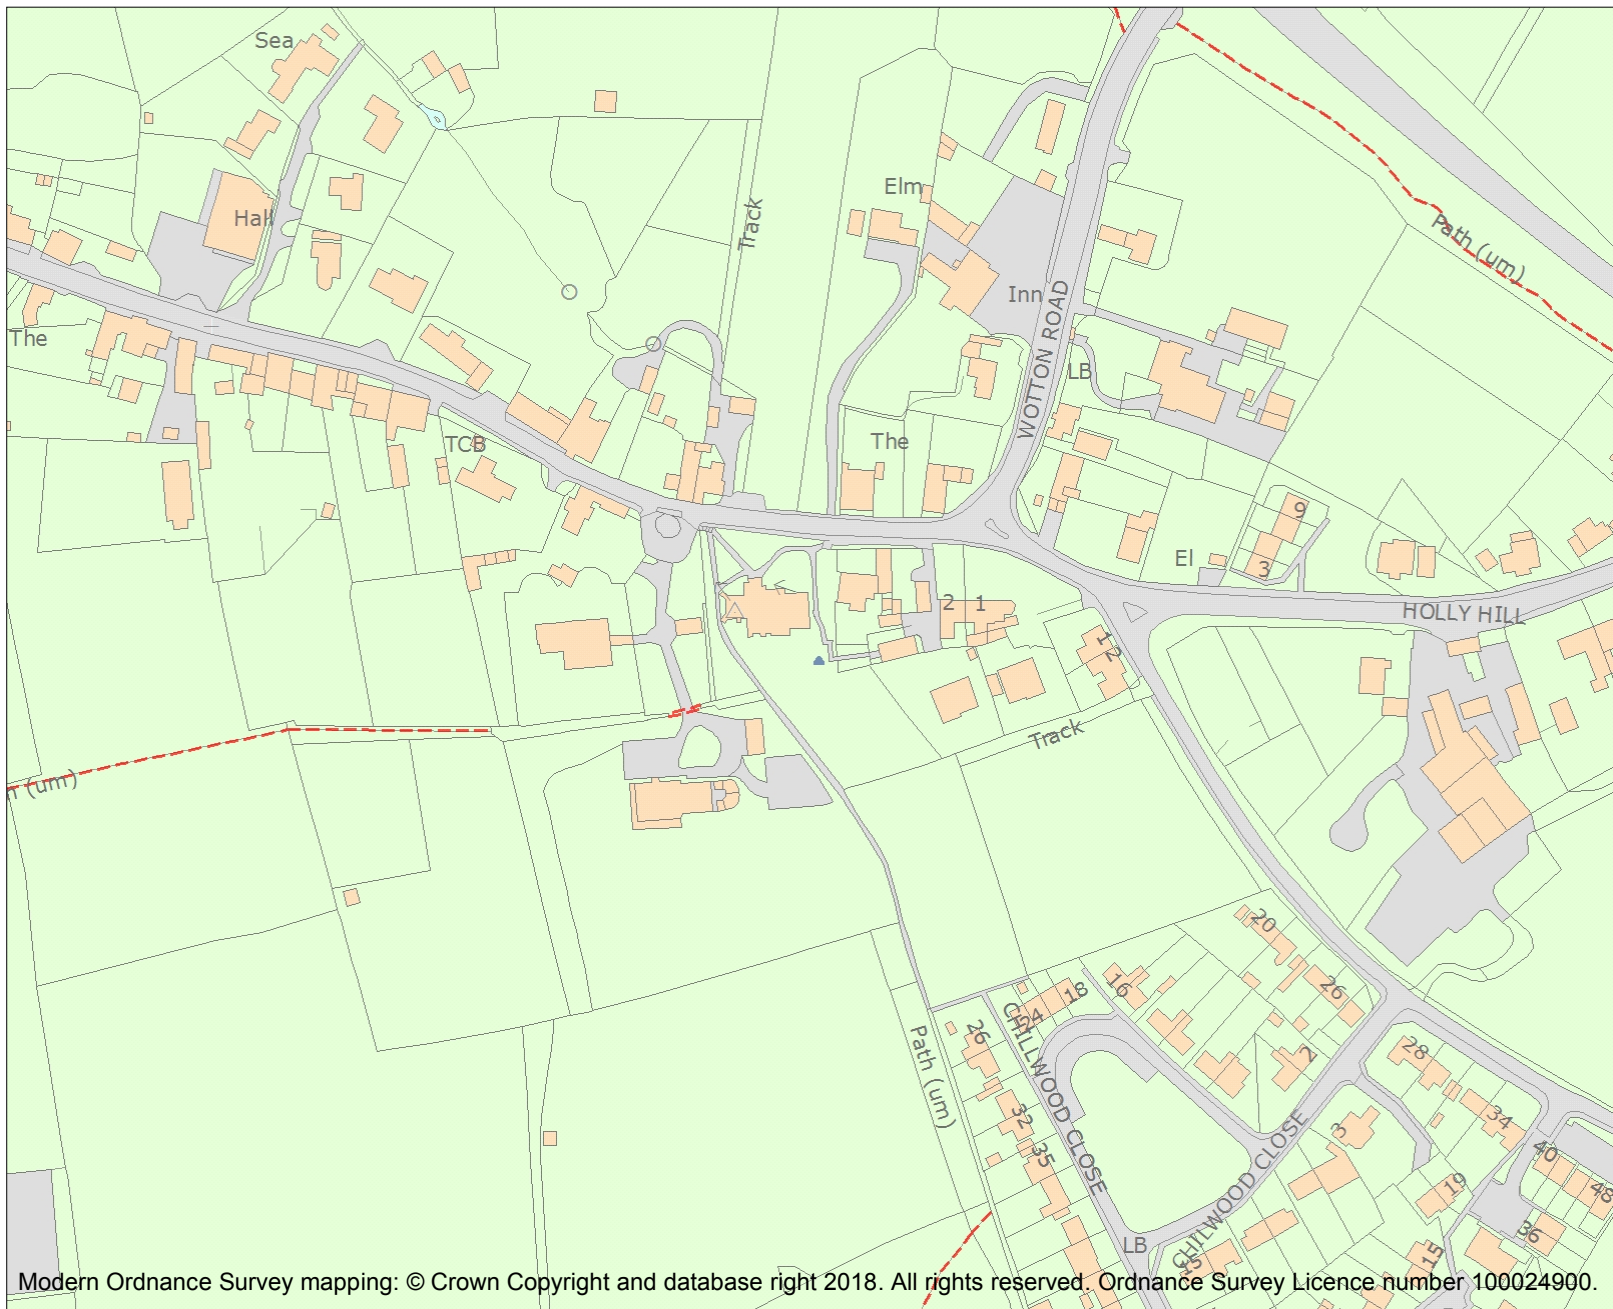 Sea
Path (um)
Elm
Hall
Track
Inn
WOTTON ROAD
The
LB
The
TCB
9
El
3
HOLLY HILL
2 1
1 2
Track
h (um)
20
26
16
18
24
CHILLWOOD CLOSE
26
Path (um)
28
2
34
32
3
35
40
19
48
CHILWOOD CLOSE
36
LB
5
15
Modern Ordnance Survey mapping: © Crown Copyright and database right 2018. All rights reserved. Ordnance Survey Licence number 100024900.